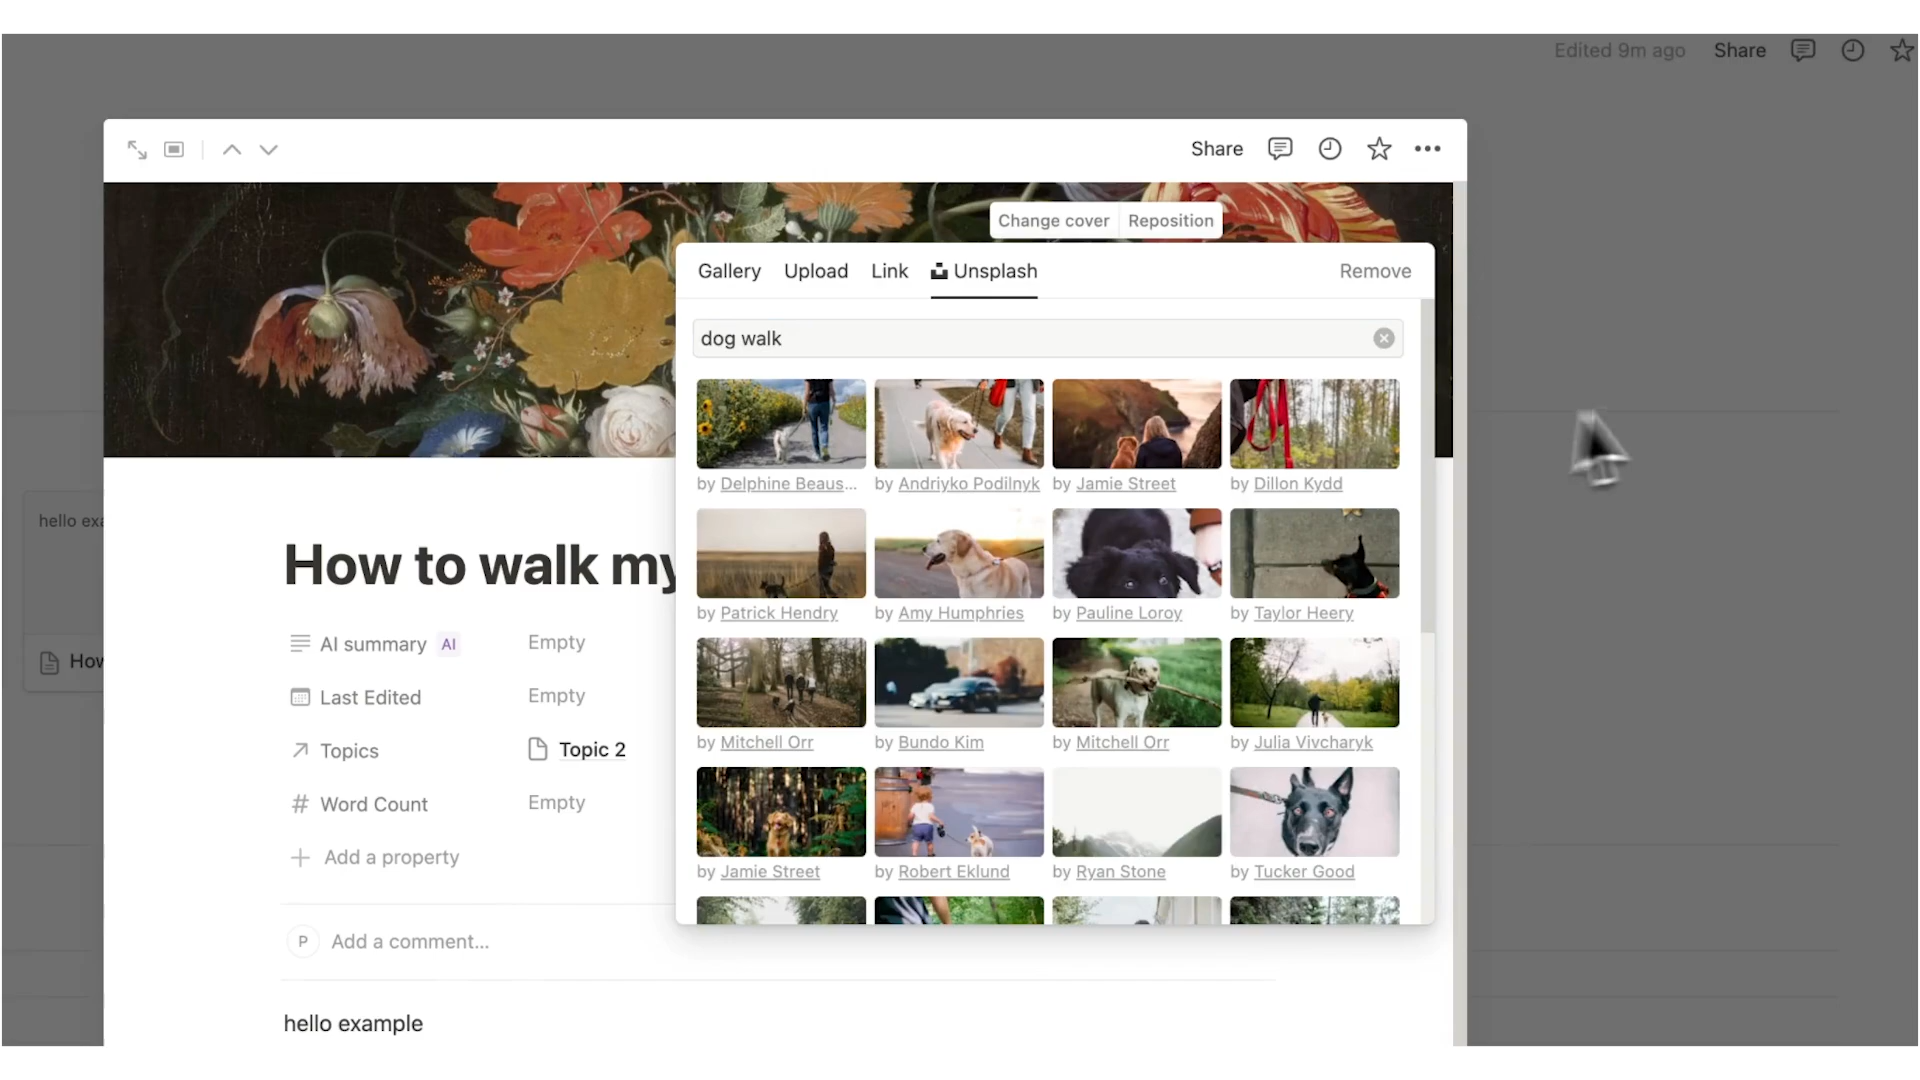 Edited 9m ago Share
Share
Change cover Reposition
Gallery Upload Link Unsplash Remove
dog walk
by Delphine Beaus... by Andriyko Podilnyk by Jamie Street by Dillon Kydd
hello exa
How to walk my
by Patrick Hendry by Amy Humphries by Pauline Loroy by Taylor Heery
AI summary AI Empty
How
Last Edited Empty
by Mitchell Orr by Bundo Kim by Mitchell Orr by Julia Vivcharyk
Topics Topic 2
Word Count Empty
Add a property
by Jamie Street by Robert Eklund by Ryan Stone by Tucker Good
P Add a comment...
hello example